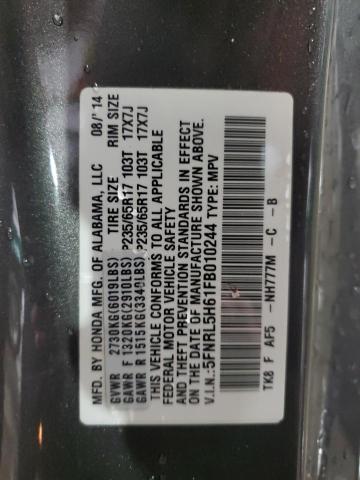 MFD. BY HONDA MFG. OF ALABAMA, LLC 08/'14
GVWR 2730KG(6019LBS) TIRE SIZE RIM SIZE
GAWR F 1320KG(2910LBS) P235/65R17 103T 17X7J
GAWR R 1519KG(3349LBS) P235/65R17 103T 17X7J
THIS VEHICLE CONFORMS TO ALL APPLICABLE
FEDERAL MOTOR VEHICLE SAFETY
AND THEFT PREVENTION STANDARDS IN EFFECT
ON THE DATE OF MANUFACTURE SHOWN ABOVE.
V.I.N.: 5FNRL5H61FB010244 TYPE: MPV
TK8 F AF5 -NH777M -C -B